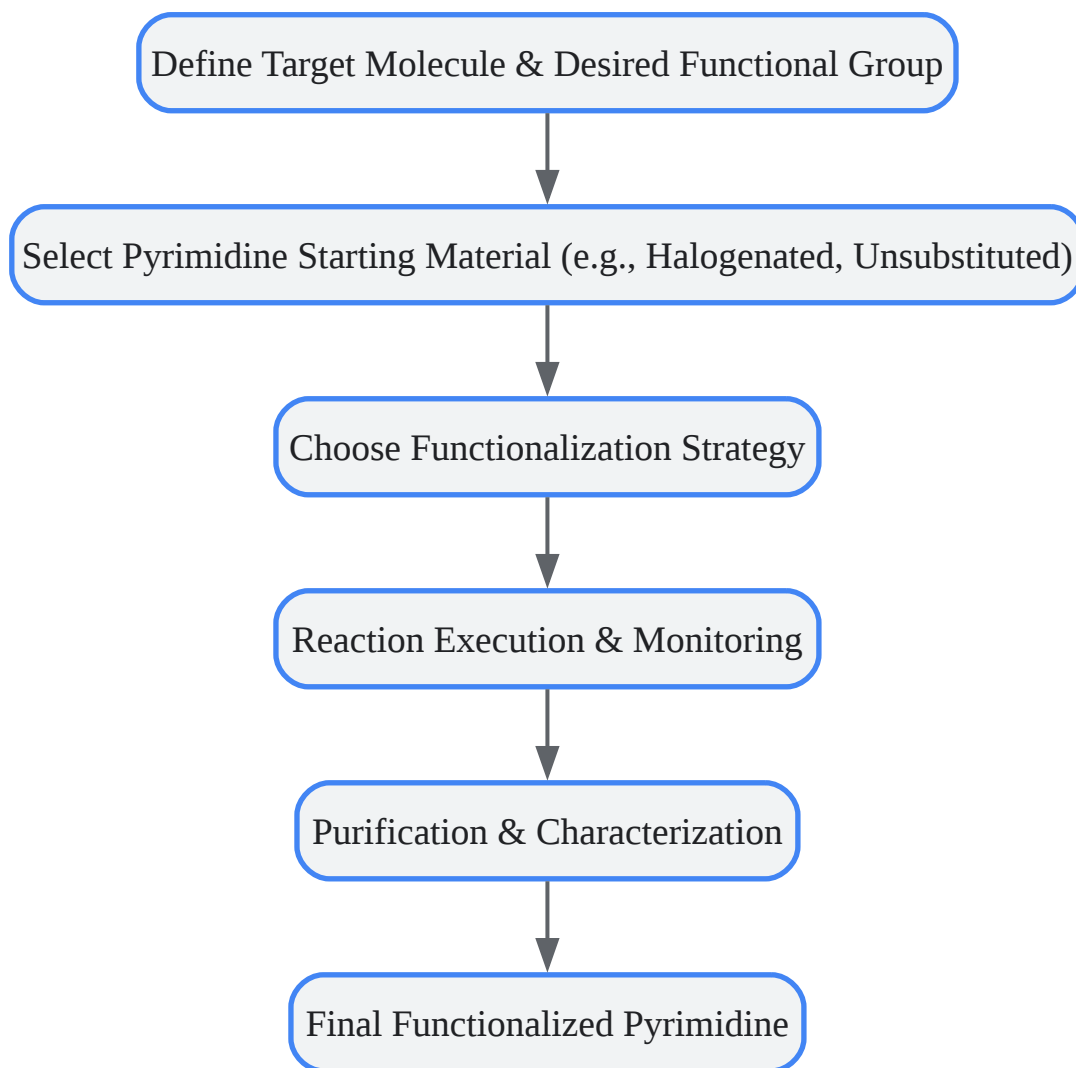 Define Target Molecule & Desired Functional Group
Select Pyrimidine Starting Material (e.g., Halogenated, Unsubstituted)
Choose Functionalization Strategy
Reaction Execution & Monitoring
Purification & Characterization
Final Functionalized Pyrimidine